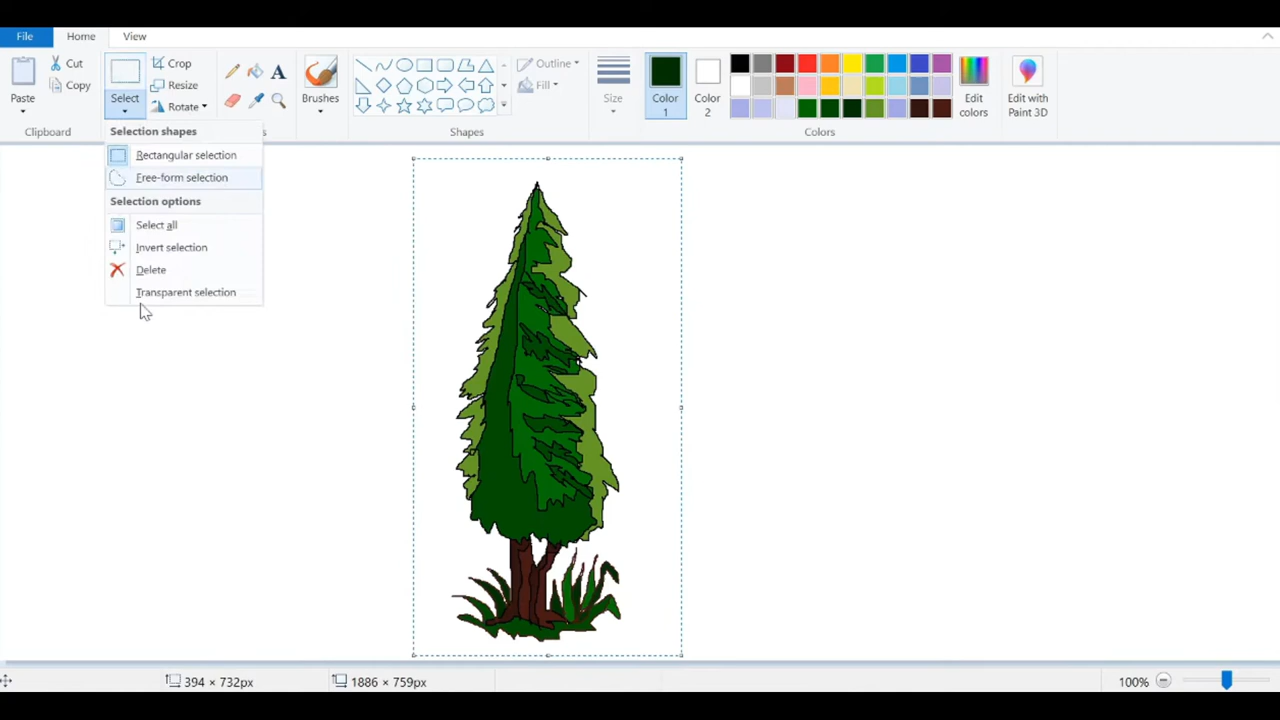 File Home View
Paste
Cut
Copy
Clipboard
Select
Crop
Resize
Rotate
A
Brushes
Outline
Fill
Shapes
Size
Color
1
Color
2
Colors
Edit
colors
Edit with
Paint 3D
Selection shapes
Rectangular selection
Free-form selection
Selection options
Select all
Invert selection
Delete
Transparent selection
394 × 732px
1886 × 759px
100%